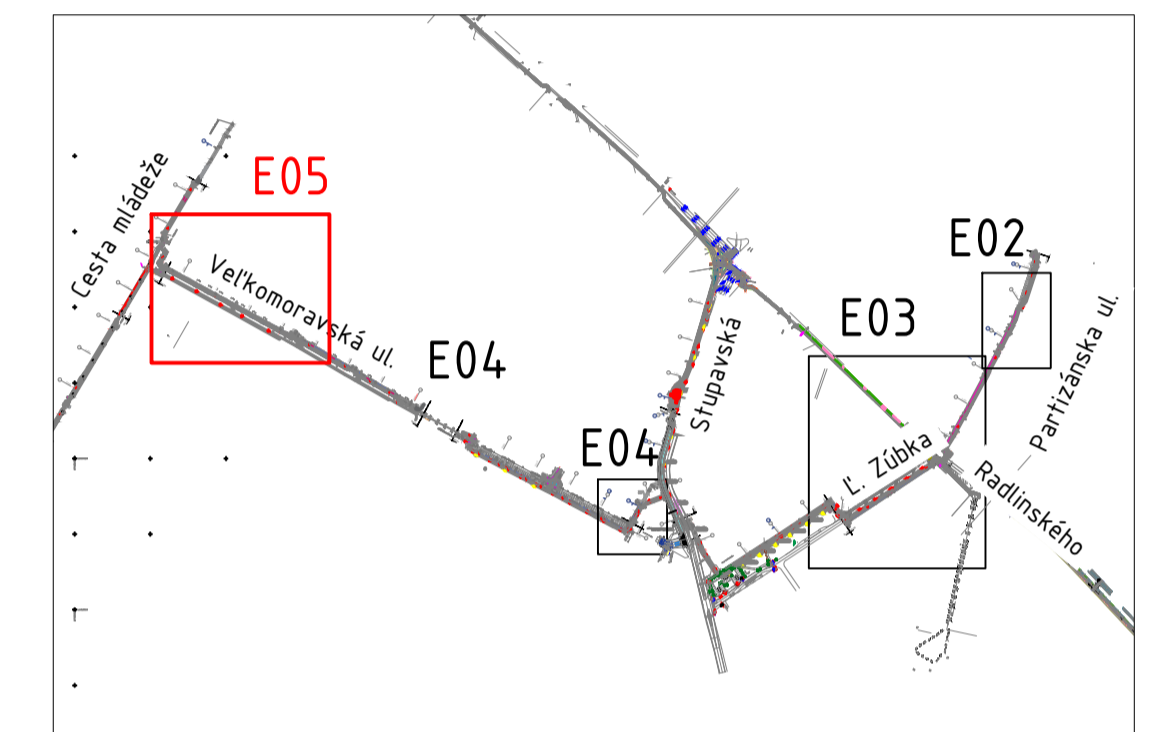 Cesta mládeže
E05
Veľkomoravská ul.
E04
E04
Stupavská
E03
E02
Ľ. Zúbka
Radlinského
Partizánska ul.